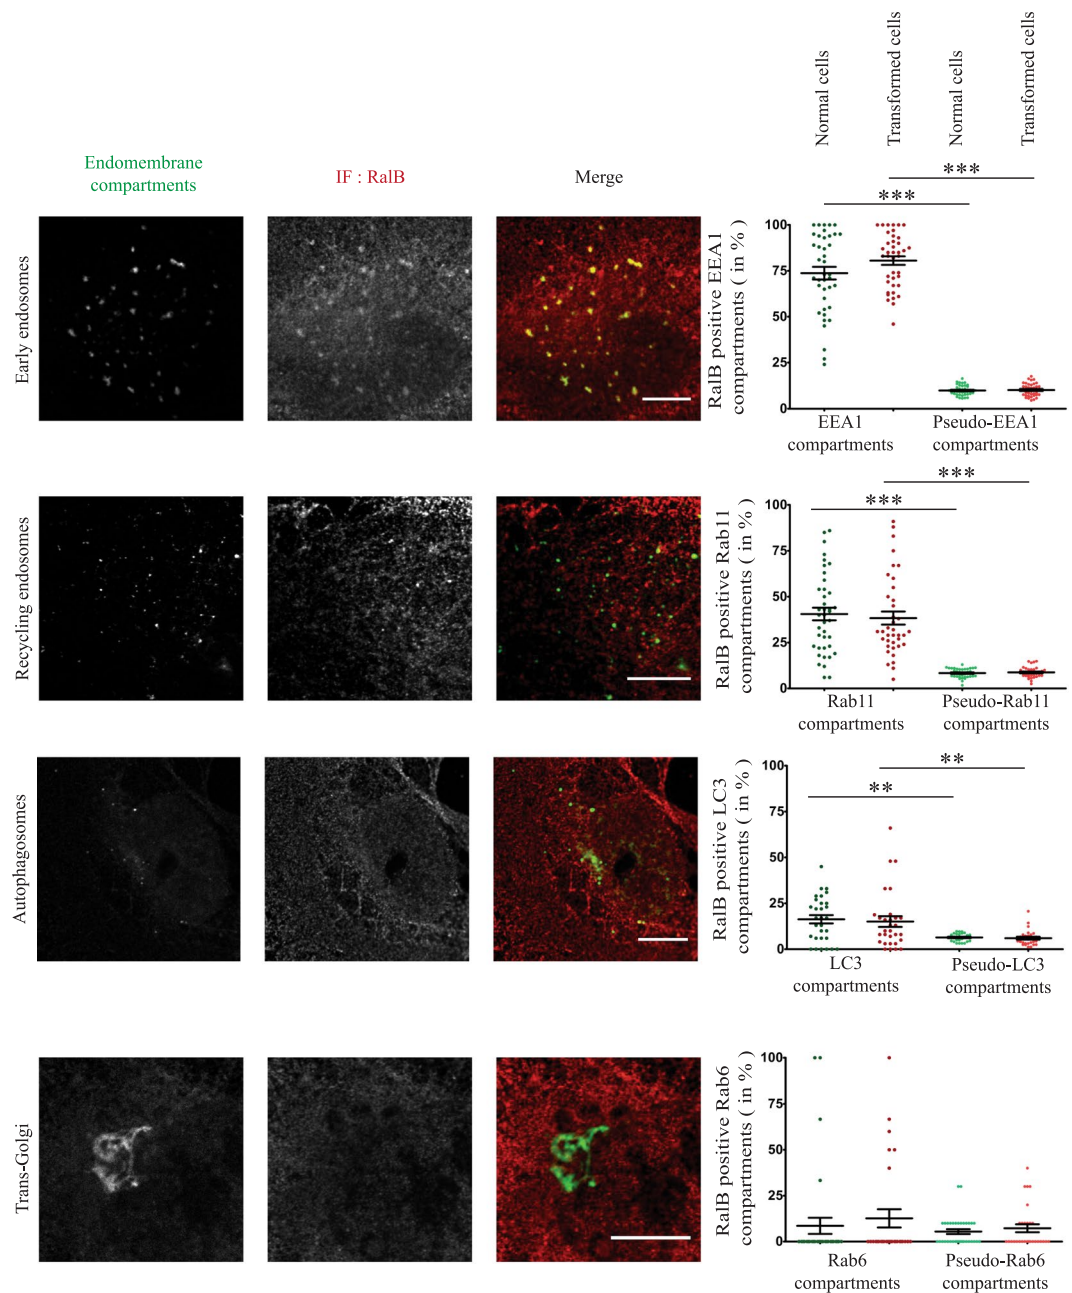 Normal cells
Transformed cells
Normal cells
Transformed cells
Endomembrane
compartments
IF : RalB
Merge
Early endosomes
RalB positive EEA1
compartments ( in % )
***
***
100
75
50
25
0
EEA1
compartments
Pseudo-EEA1
compartments
Recycling endosomes
RalB positive Rab11
compartments ( in % )
***
***
100
75
50
25
0
Rab11
compartments
Pseudo-Rab11
compartments
Autophagosomes
RalB positive LC3
compartments ( in % )
**
**
100
75
50
25
0
LC3
compartments
Pseudo-LC3
compartments
Trans-Golgi
RalB positive Rab6
compartments ( in % )
100
75
50
25
0
Rab6
compartments
Pseudo-Rab6
compartments